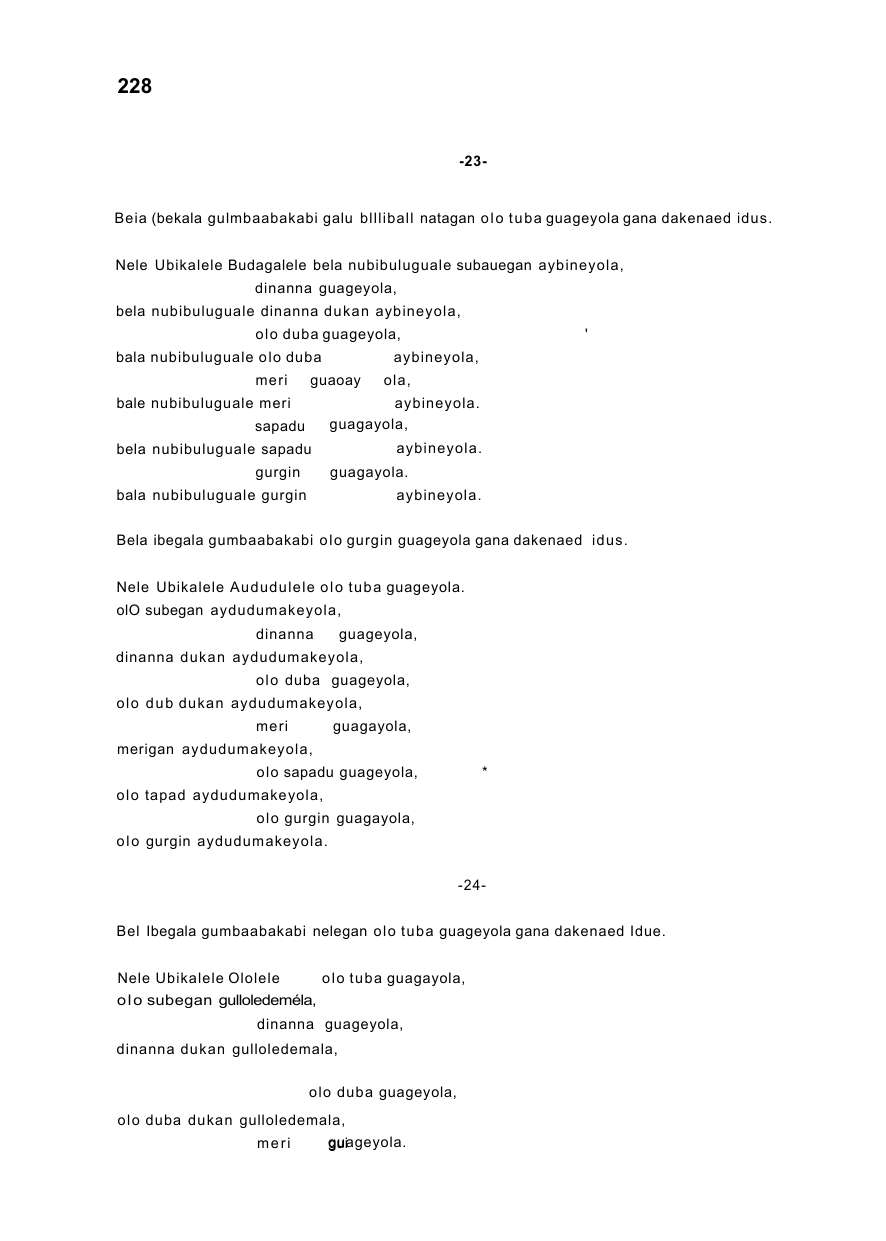 228
-23-
Beia (bekala gulmbaabakabi galu bllliball natagan olo tuba guageyola gana dakenaed idus.
Nele Ubikalele Budagalele bela nubibuluguale subauegan aybineyola,
dinanna guageyola,
bela nubibuluguale dinanna dukan aybineyola,
olo duba guageyola, '
bala nubibuluguale olo duba aybineyola,
meri guaoay ola,
bale nubibuluguale meri aybineyola.
sapadu guagayola,
bela nubibuluguale sapadu aybineyola.
gurgin guagayola.
bala nubibuluguale gurgin aybineyola.
Bela ibegala gumbaabakabi olo gurgin guageyola gana dakenaed idus.
Nele Ubikalele Aududulele olo tuba guageyola.
olO subegan aydudumakeyola,
dinanna guageyola,
dinanna dukan aydudumakeyola,
olo duba guageyola,
olo dub dukan aydudumakeyola,
meri guagayola,
merigan aydudumakeyola,
olo sapadu guageyola, *
olo tapad aydudumakeyola,
olo gurgin guagayola,
olo gurgin aydudumakeyola.
-24-
Bel Ibegala gumbaabakabi nelegan olo tuba guageyola gana dakenaed Idue.
Nele Ubikalele Ololele olo tuba guagayola,
olo subegan gulloledeméla,
dinanna guageyola,
dinanna dukan gulloledemala,
olo duba guageyola,
olo duba dukan gulloledemala,
meri guageyola.